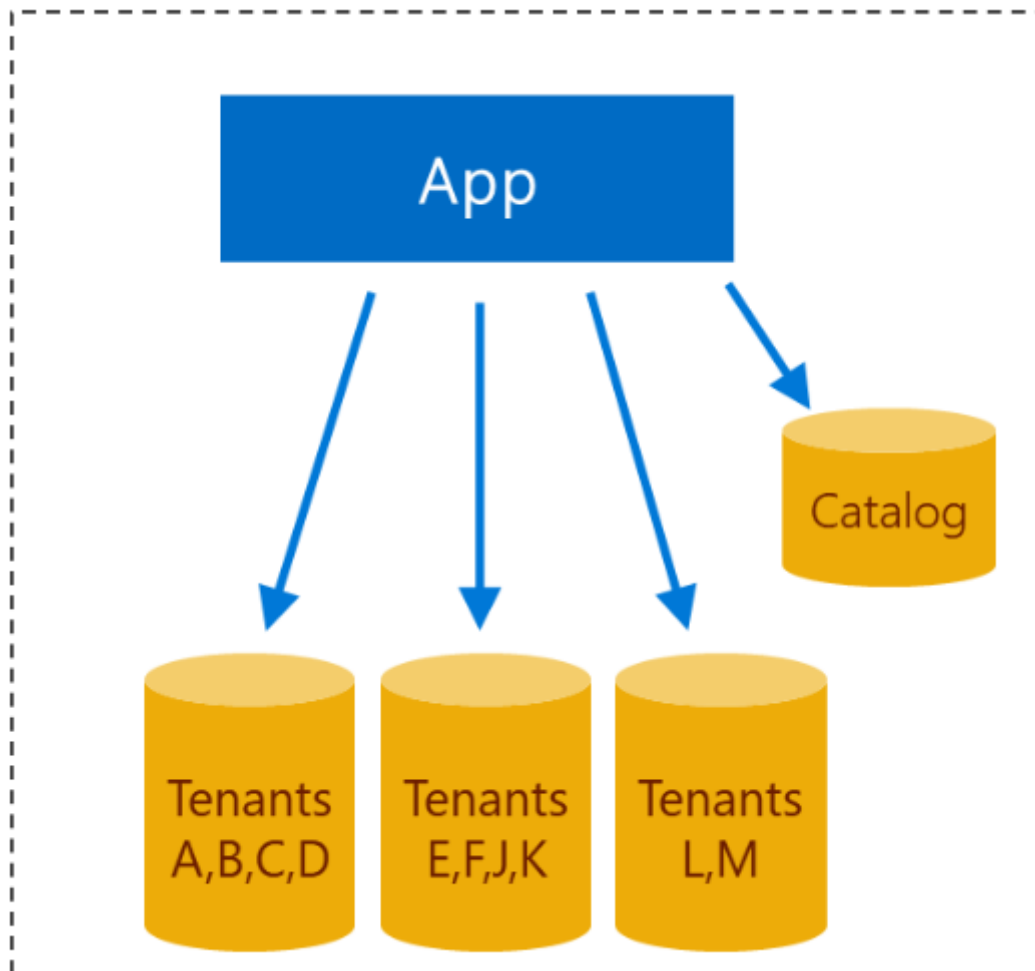 App
Catalog
Tenants
A,B,C,D
Tenants
E,F,J,K
Tenants
L,M